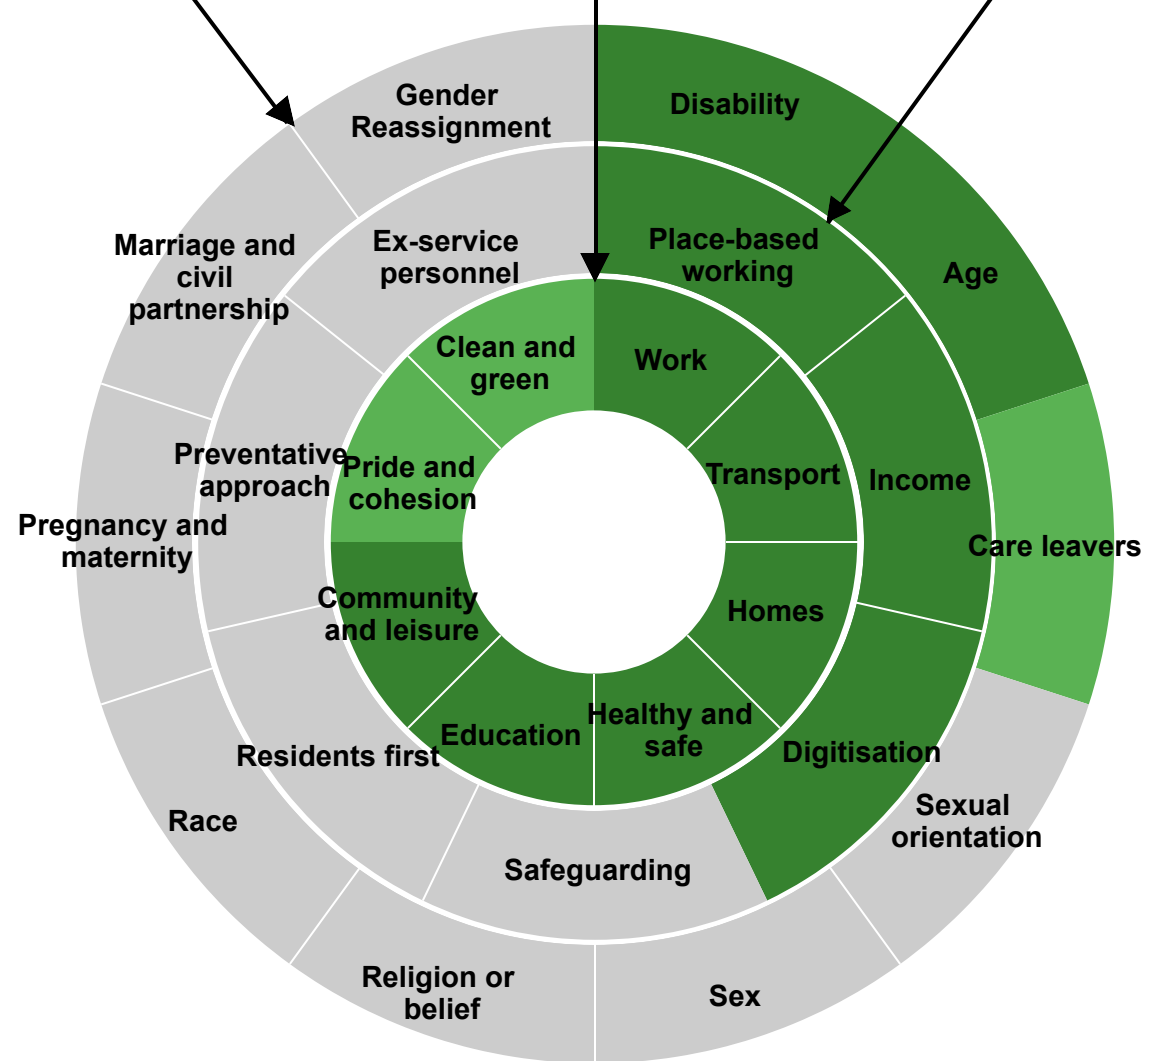 Gender
Reassignment
Disability
Marriage and
civil
partnership
Ex-service
personnel
Place-based
working
Age
Clean and
green
Work
Preventative
approach
Pride and
cohesion
Transport
Income
Pregnancy and
maternity
Care leavers
Community
and leisure
Homes
Residents first
Education
Healthy and
safe
Digitisation
Race
Sexual
orientation
Safeguarding
Religion or
belief
Sex